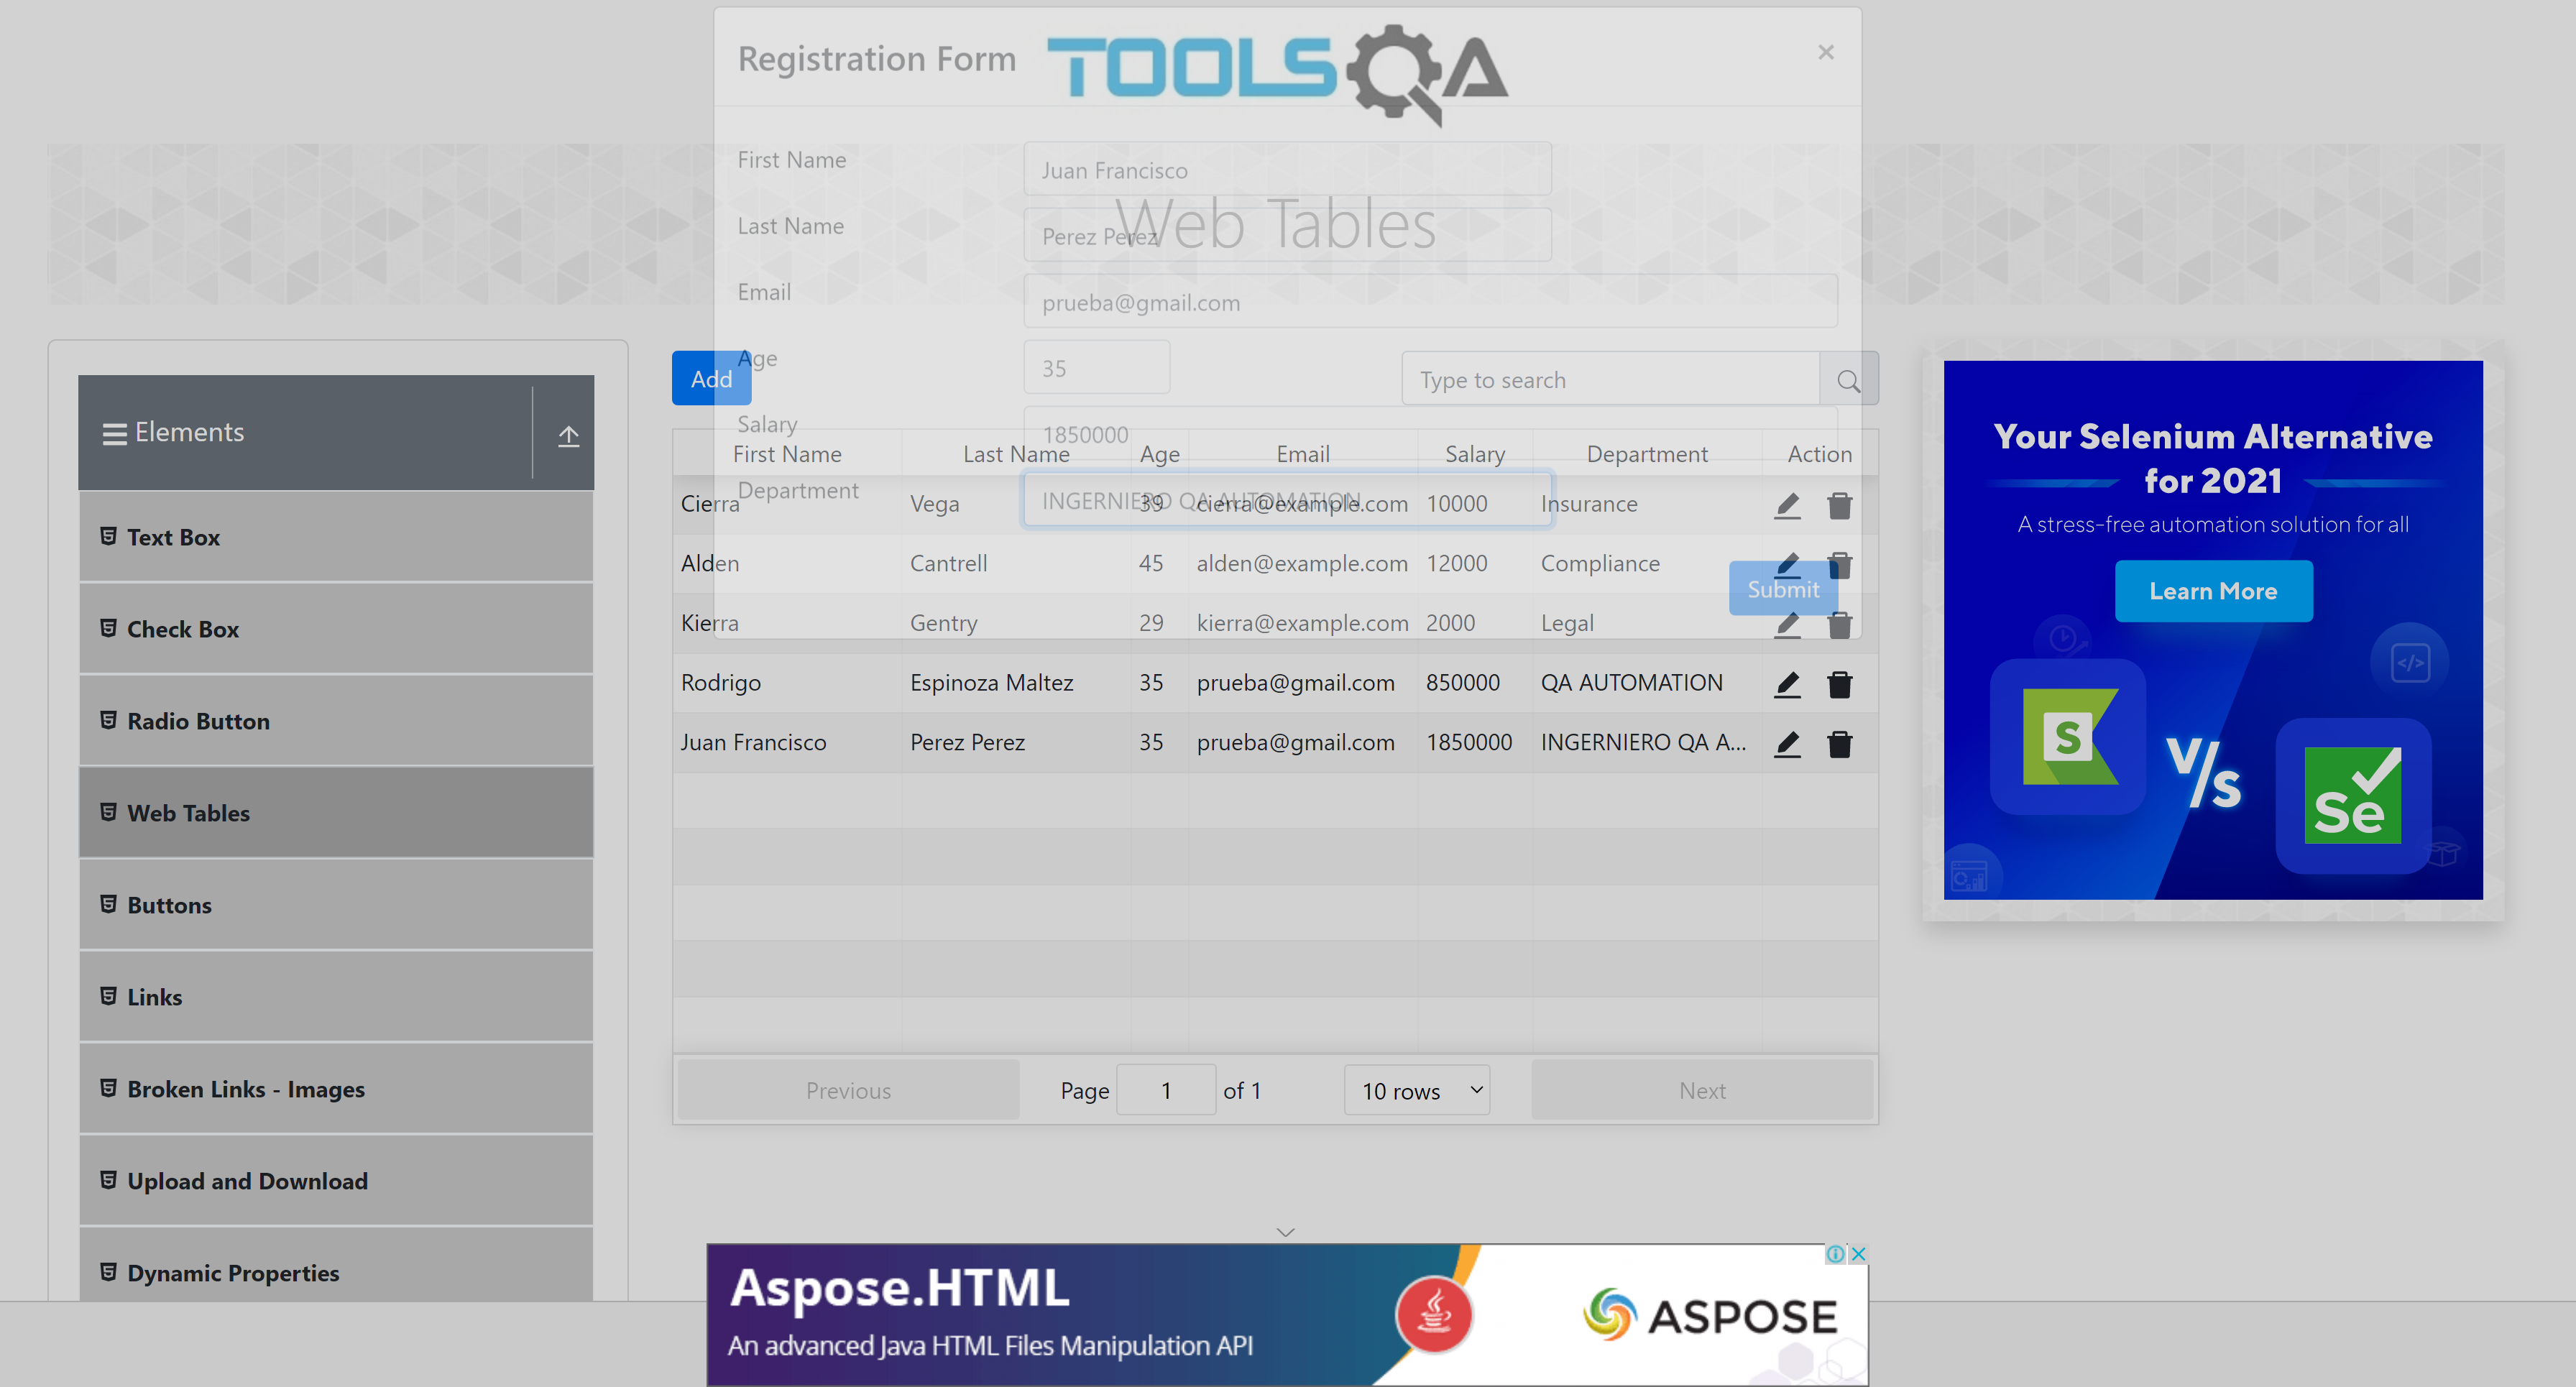 Registration Form
TOOLSQA
×
First Name
Juan Francisco
Last Name
Perez Perez
Web Tables
Email
prueba@gmail.com
Age
35
Salary
1850000
Department
INGERNIERO QA AUTOMATION
Submit
Elements
Text Box
Check Box
Radio Button
Web Tables
Buttons
Links
Broken Links - Images
Upload and Download
Dynamic Properties
Add
Type to search
First Name Last Name Age Email Salary Department Action
Cierra Vega 39 cierra@example.com 10000 Insurance
Alden Cantrell 45 alden@example.com 12000 Compliance
Kierra Gentry 29 kierra@example.com 2000 Legal
Rodrigo Espinoza Maltez 35 prueba@gmail.com 850000 QA AUTOMATION
Juan Francisco Perez Perez 35 prueba@gmail.com 1850000 INGERNIERO QA A...
Previous Page 1 of 1 10 rows Next
Your Selenium Alternative
for 2021
A stress-free automation solution for all
Learn More
</>
S
V/s
Se
Aspose.HTML
An advanced Java HTML Files Manipulation API
ASPOSE